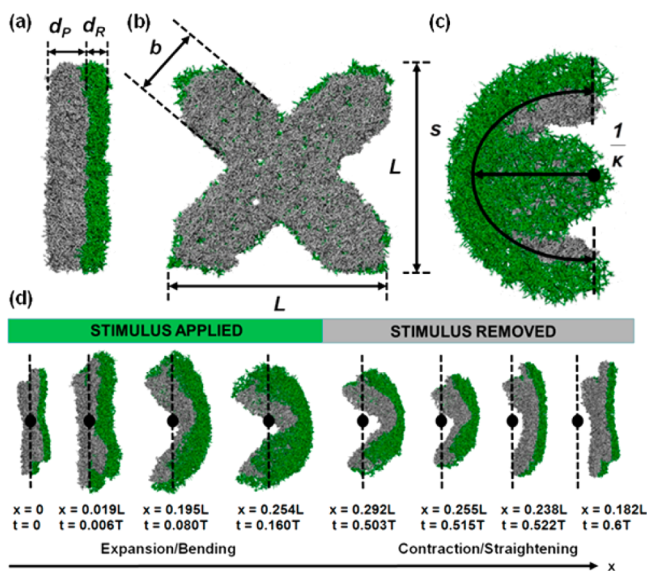 (a)
d_P d_R
(b)
b
L
L
(c)
s
1/κ
(d)
STIMULUS APPLIED
STIMULUS REMOVED
x = 0
t = 0
x = 0.019L
t = 0.006T
x = 0.195L
t = 0.080T
x = 0.254L
t = 0.160T
x = 0.292L
t = 0.503T
x = 0.255L
t = 0.515T
x = 0.238L
t = 0.522T
x = 0.182L
t = 0.6T
Expansion/Bending
Contraction/Straightening
x